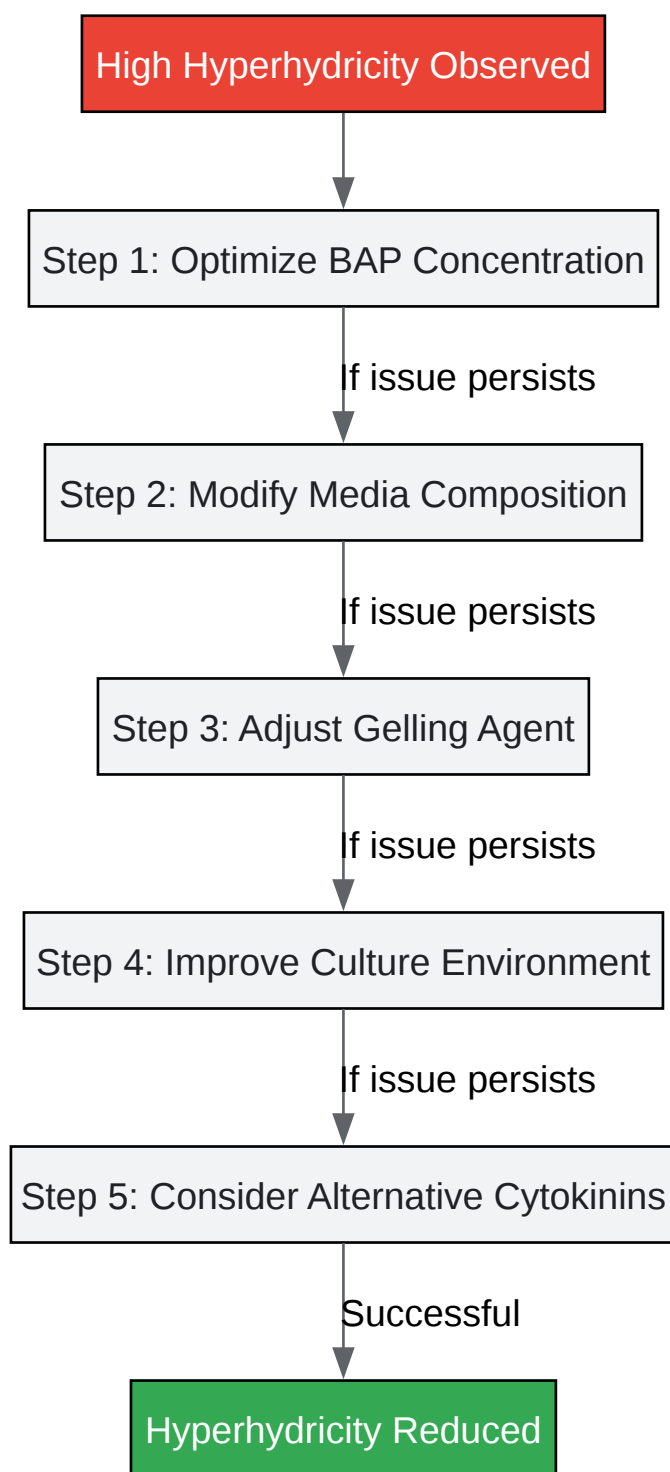 High Hyperhydricity Observed
Step 1: Optimize BAP Concentration
If issue persists
Step 2: Modify Media Composition
If issue persists
Step 3: Adjust Gelling Agent
If issue persists
Step 4: Improve Culture Environment
If issue persists
Step 5: Consider Alternative Cytokinins
Successful
Hyperhydricity Reduced